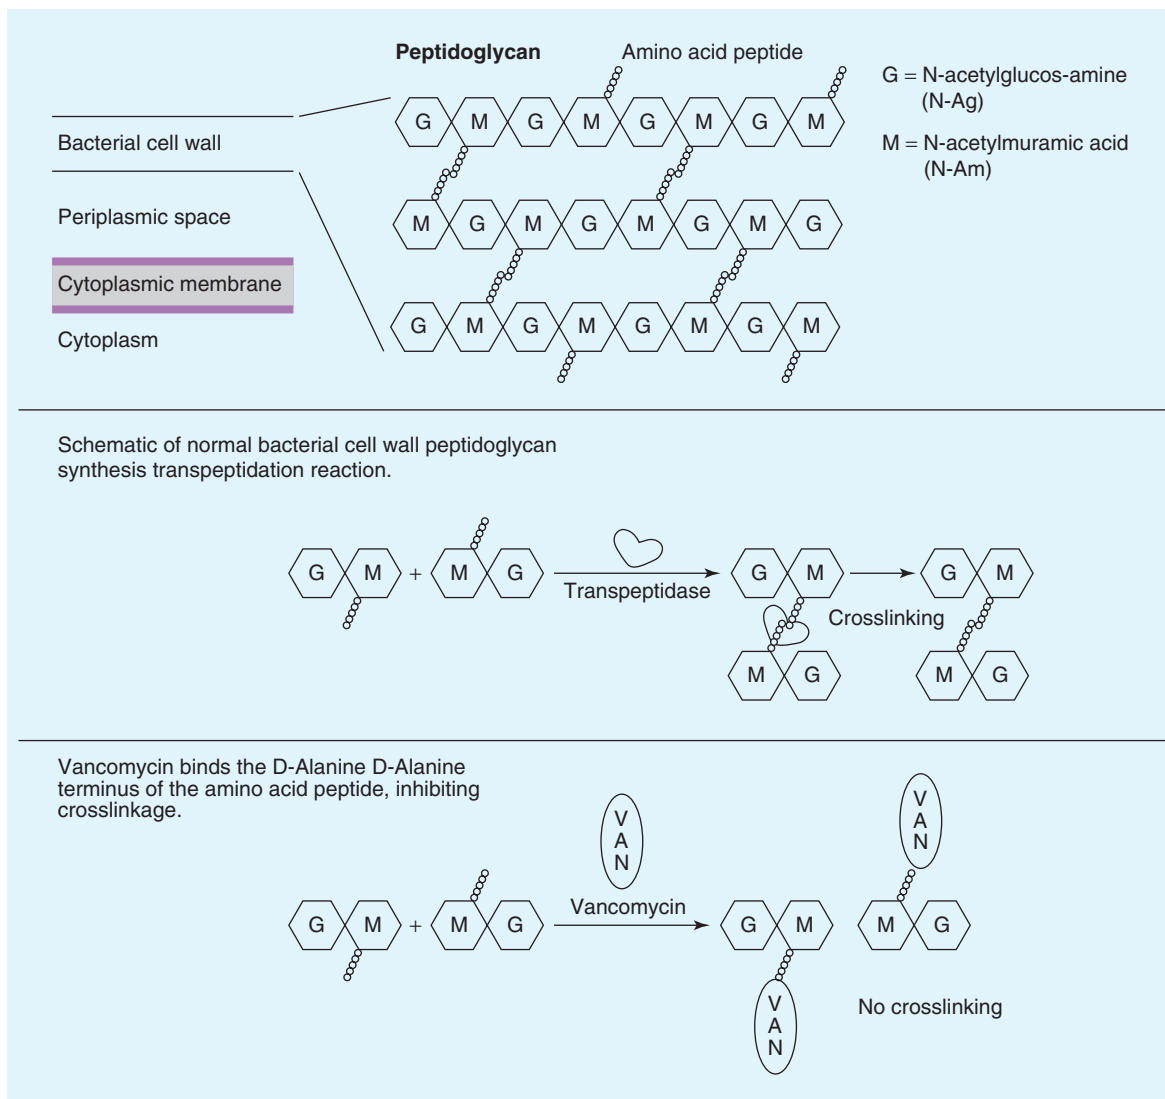 Peptidoglycan
Amino acid peptide
G = N-acetylglucos-amine
(N-Ag)
M = N-acetylmuramic acid
(N-Am)
Bacterial cell wall
Periplasmic space
Cytoplasmic membrane
Cytoplasm
G M G M G M G M
M G M G M G M G
G M G M G M G M
Schematic of normal bacterial cell wall peptidoglycan
synthesis transpeptidation reaction.
G M + M G
Transpeptidase
G M
M G
Crosslinking
G M
M G
Vancomycin binds the D-Alanine D-Alanine
terminus of the amino acid peptide, inhibiting
crosslinkage.
G M + M G
V
A
N
Vancomycin
G M
V
A
N
V
A
N
M G
No crosslinking